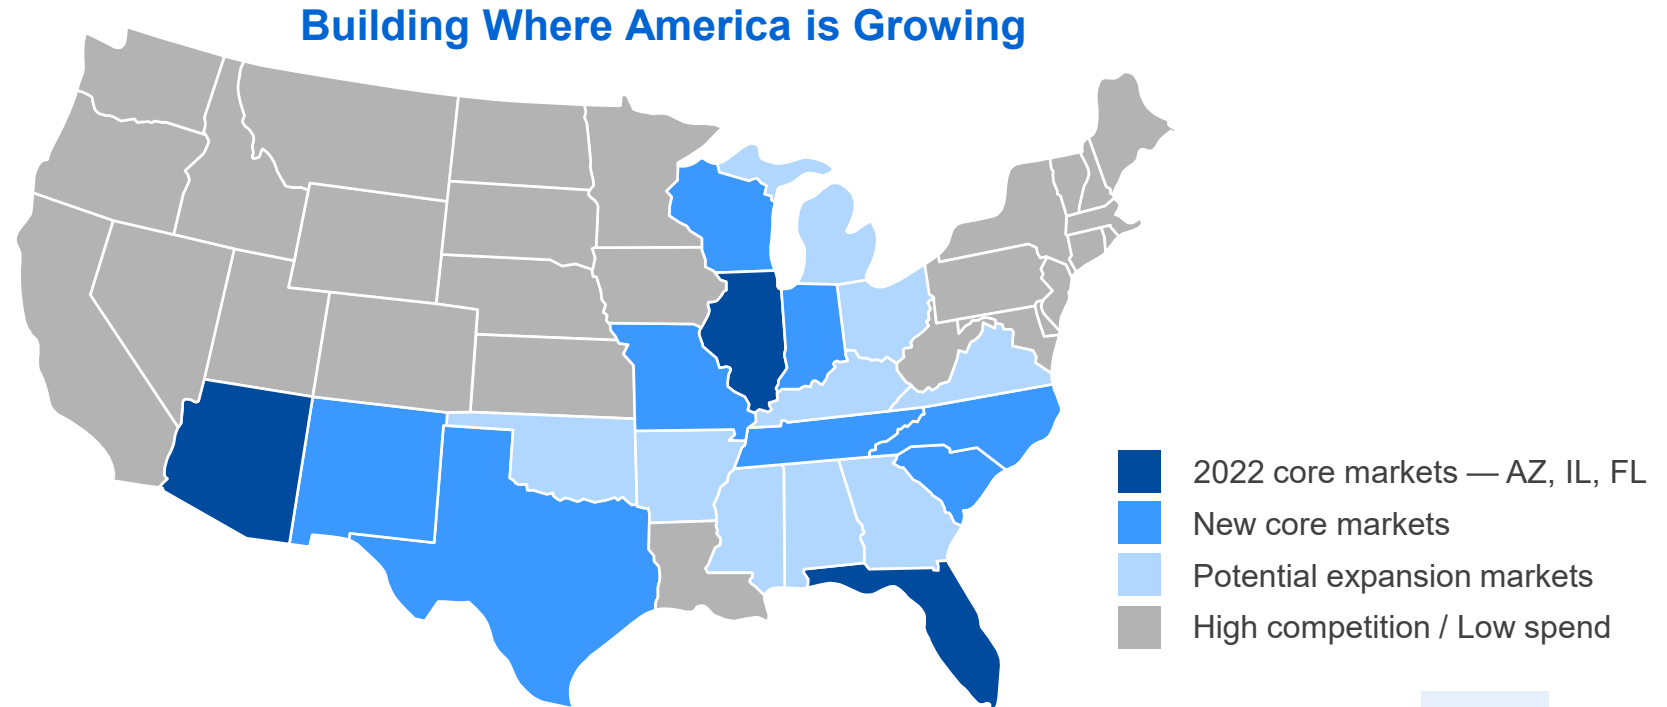 Building Where America is Growing
2022 core markets — AZ, IL, FL
New core markets
Potential expansion markets
High competition / Low spend